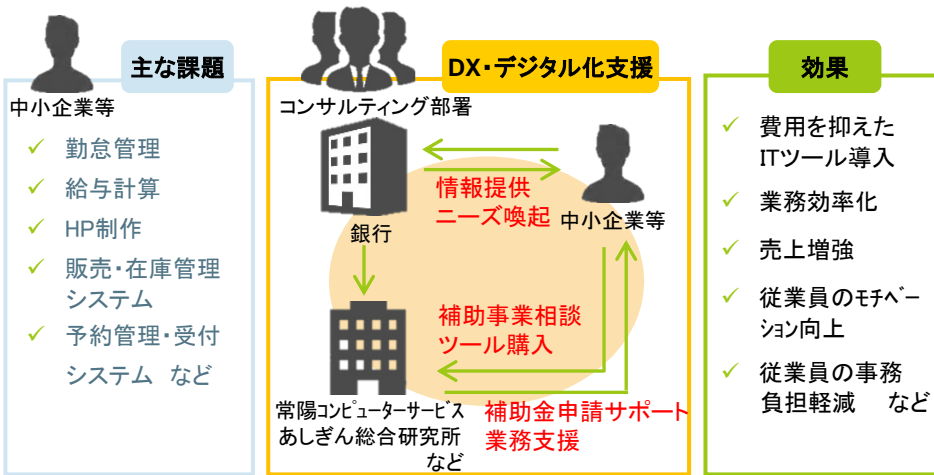 主な課題
中小企業等
✓ 勤怠管理
✓ 給与計算
✓ HP制作
✓ 販売・在庫管理
システム
✓ 予約管理・受付
システム など
DX・デジタル化支援
コンサルティング部署
銀行
情報提供
ニーズ喚起
中小企業等
補助事業相談
ツール購入
常陽ｺﾝﾋﾟｭｰﾀｰサービス
あしぎん総合研究所
など
補助金申請サポート
業務支援
効果
✓ 費用を抑えた
ITツール導入
✓ 業務効率化
✓ 売上増強
✓ 従業員のﾓﾁﾍﾞｰ
ｼｮﾝ向上
✓ 従業員の事務
負担軽減 など